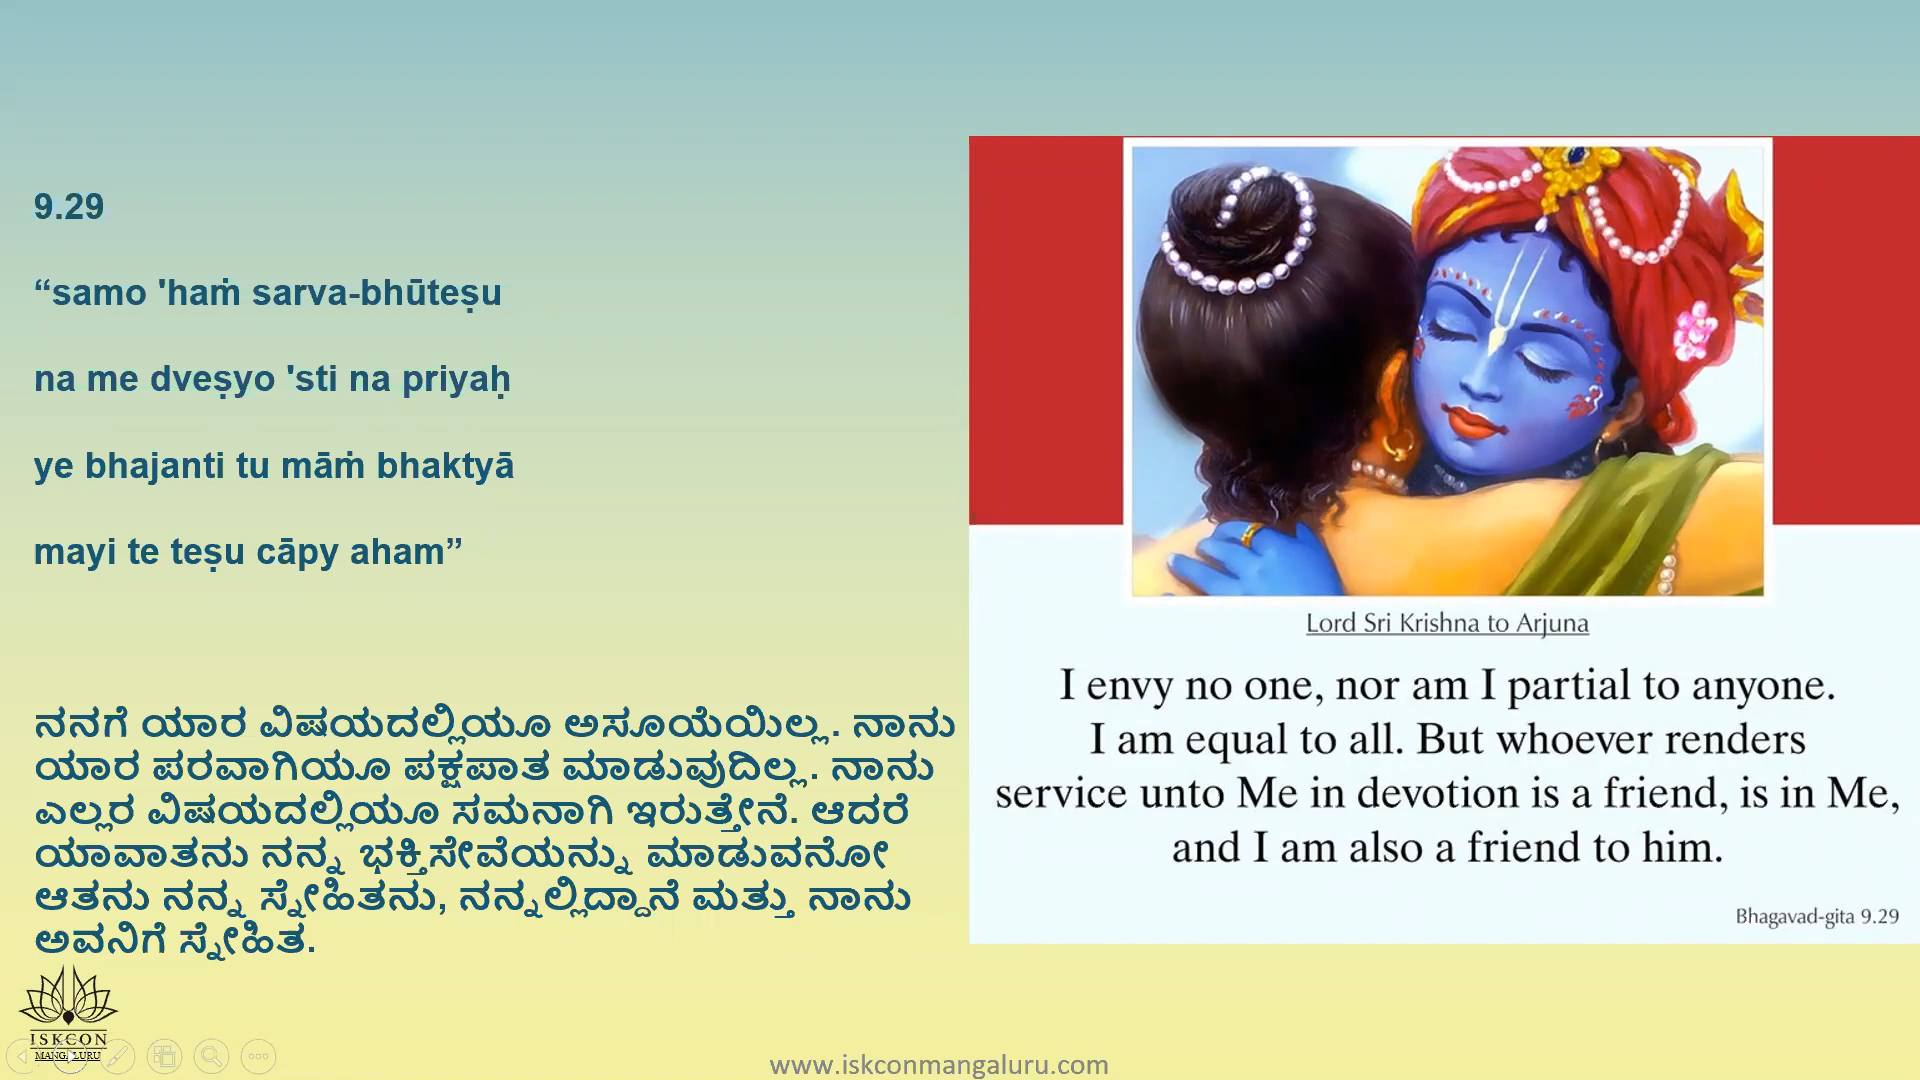 9.29
“samo 'haṁ sarva-bhūteṣu
na me dveṣyo 'sti na priyaḥ
ye bhajanti tu māṁ bhaktyā
mayi te teṣu cāpy aham”
ನನಗೆ ಯಾರ ವಿಷಯದಲ್ಲಿಯೂ ಅಸೂಯೆಯಿಲ್ಲ. ನಾನು
ಯಾರ ಪರವಾಗಿಯೂ ಪಕ್ಷಪಾತ ಮಾಡುವುದಿಲ್ಲ. ನಾನು
ಎಲ್ಲರ ವಿಷಯದಲ್ಲಿಯೂ ಸಮನಾಗಿ ಇರುತ್ತೇನೆ. ಆದರೆ
ಯಾವಾತನು ನನ್ನ ಭಕ್ತಿಸೇವೆಯನ್ನು ಮಾಡುವನೋ
ಆತನು ನನ್ನ ಸ್ನೇಹಿತನು, ನನ್ನಲ್ಲಿದ್ದಾನೆ ಮತ್ತು ನಾನು
ಅವನಿಗೆ ಸ್ನೇಹಿತ.
ISKCON
MANGALURU
Lord Sri Krishna to Arjuna
I envy no one, nor am I partial to anyone.
I am equal to all. But whoever renders
service unto Me in devotion is a friend, is in Me,
and I am also a friend to him.
Bhagavad-gita 9.29
www.iskconmangaluru.com